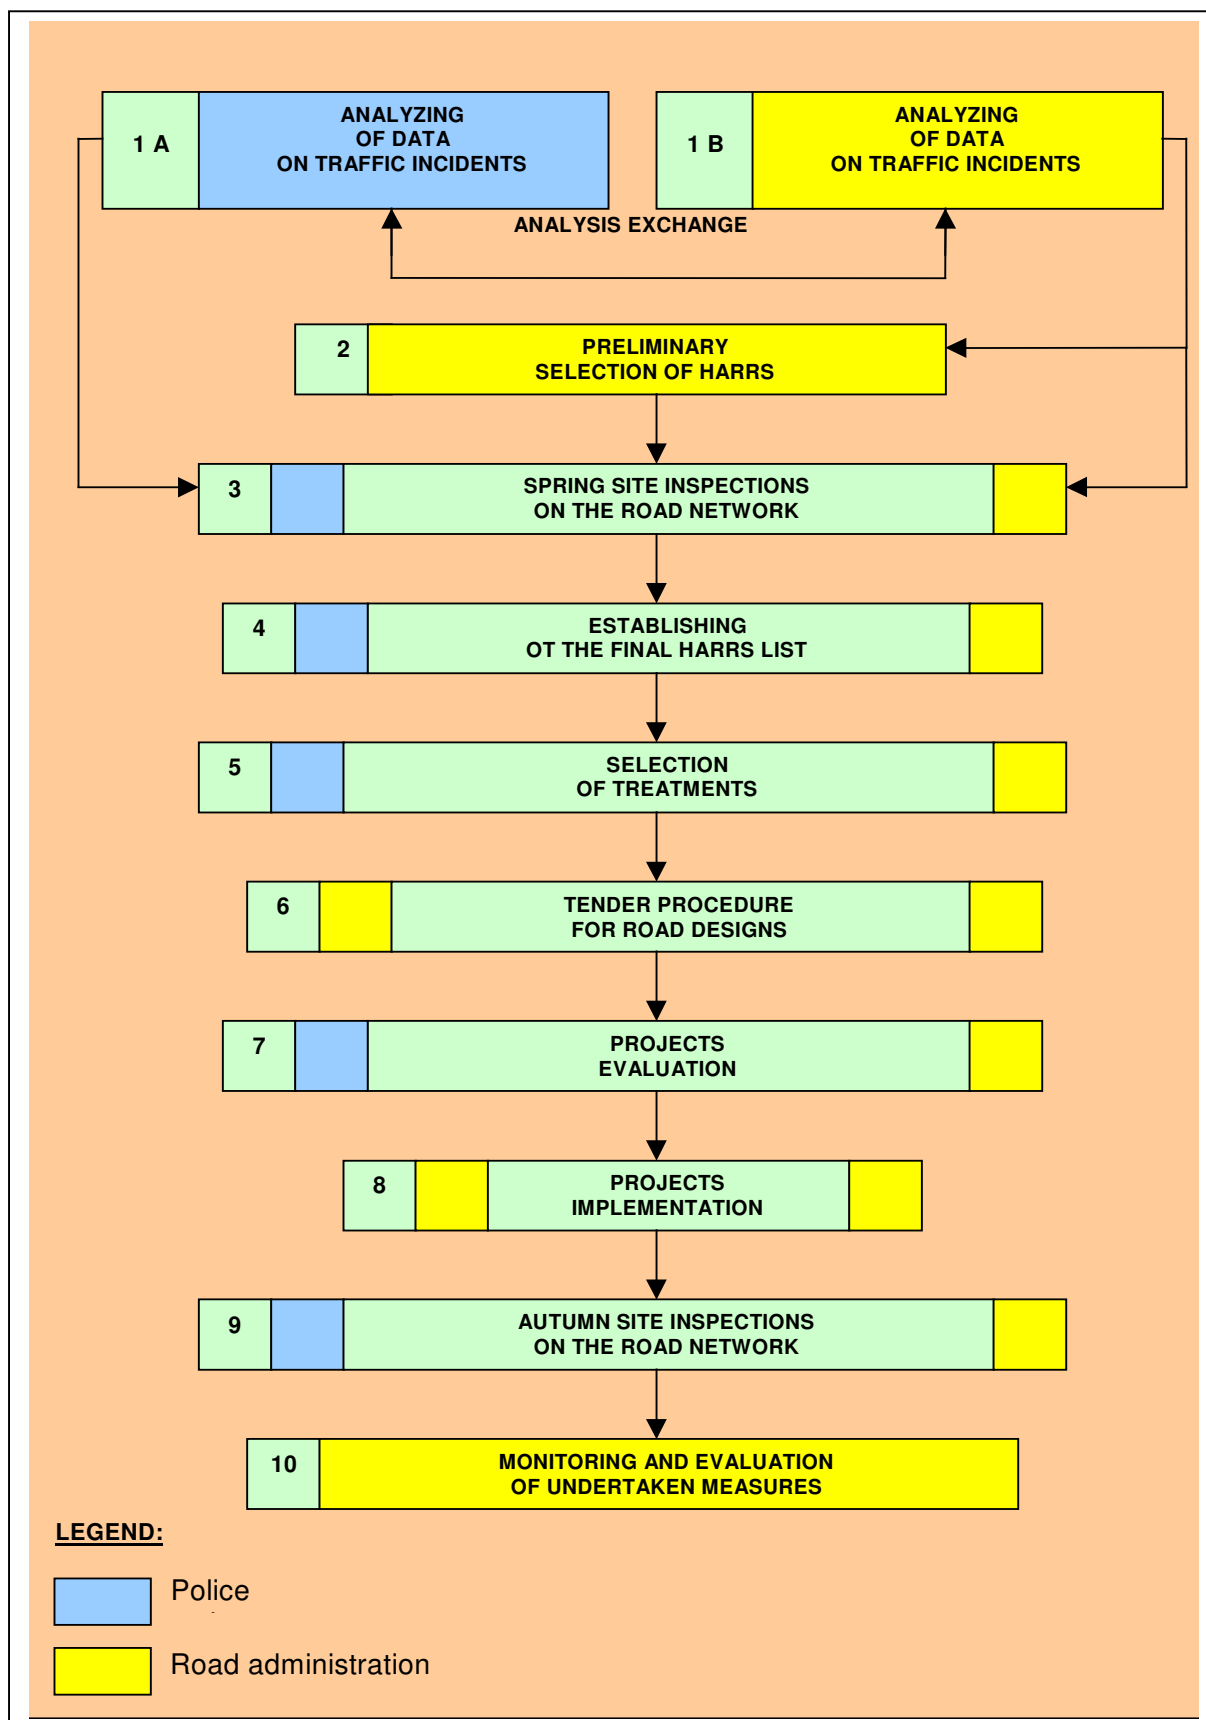 1 A
ANALYZING
OF DATA
ON TRAFFIC INCIDENTS
1 B
ANALYZING
OF DATA
ON TRAFFIC INCIDENTS
ANALYSIS EXCHANGE
2
PRELIMINARY
SELECTION OF HARRS
3
SPRING SITE INSPECTIONS
ON THE ROAD NETWORK
4
ESTABLISHING
OT THE FINAL HARRS LIST
5
SELECTION
OF TREATMENTS
6
TENDER PROCEDURE
FOR ROAD DESIGNS
7
PROJECTS
EVALUATION
8
PROJECTS
IMPLEMENTATION
9
AUTUMN SITE INSPECTIONS
ON THE ROAD NETWORK
10
MONITORING AND EVALUATION
OF UNDERTAKEN MEASURES
LEGEND:
Police
Road administration